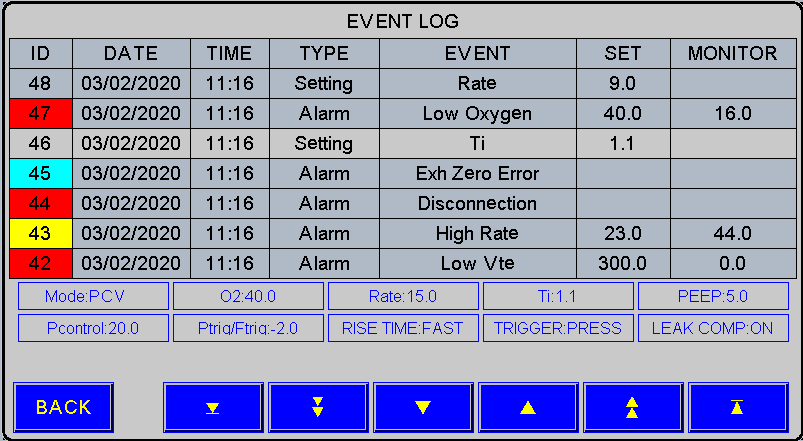 EVENT LOG
ID DATE TIME TYPE EVENT SET MONITOR
48 03/02/2020 11:16 Setting Rate 9.0
47 03/02/2020 11:16 Alarm Low Oxygen 40.0 16.0
46 03/02/2020 11:16 Setting Ti 1.1
45 03/02/2020 11:16 Alarm Exh Zero Error
44 03/02/2020 11:16 Alarm Disconnection
43 03/02/2020 11:16 Alarm High Rate 23.0 44.0
42 03/02/2020 11:16 Alarm Low Vte 300.0 0.0
Mode:PCV O2:40.0 Rate:15.0 Ti:1.1 PEEP:5.0
Pcontrol:20.0 Ptrig/Ftrig:-2.0 RISE TIME:FAST TRIGGER:PRESS LEAK COMP:ON
BACK